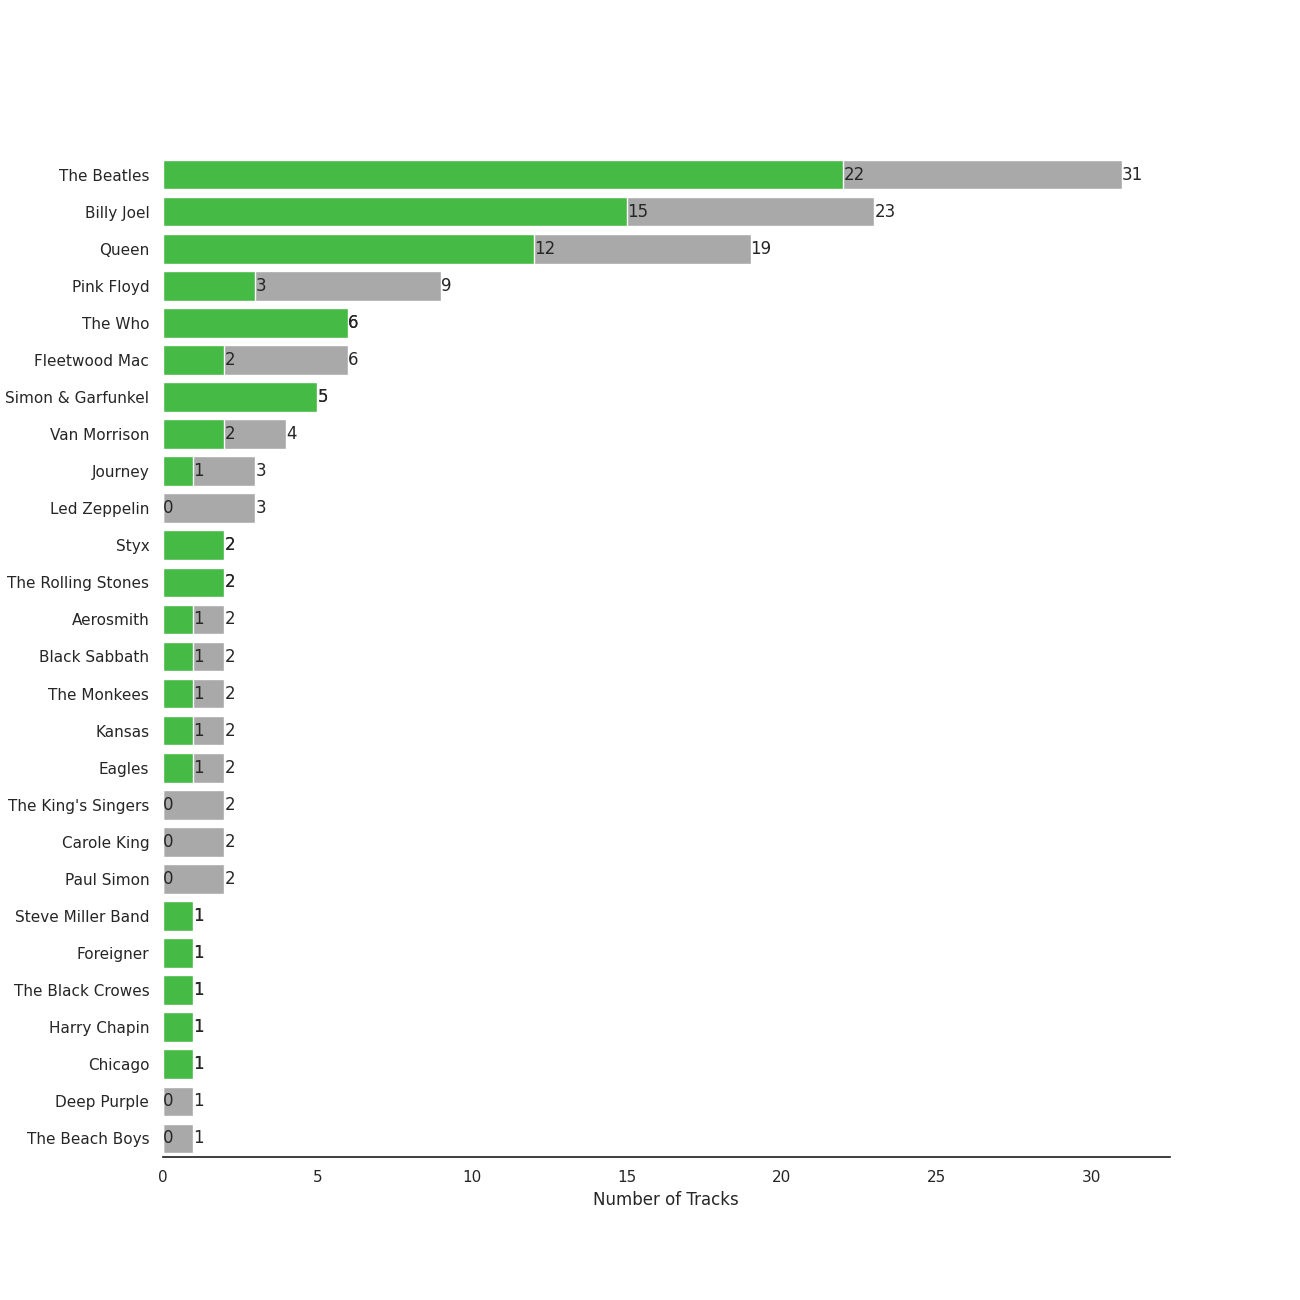 The Beatles 22 31
Billy Joel 15 23
Queen 12 19
Pink Floyd 3 9
The Who 6
Fleetwood Mac 2 6
Simon & Garfunkel 5
Van Morrison 2 4
Journey 1 3
Led Zeppelin 0 3
Styx 2
The Rolling Stones 2
Aerosmith 1 2
Black Sabbath 1 2
The Monkees 1 2
Kansas 1 2
Eagles 1 2
The King's Singers 0 2
Carole King 0 2
Paul Simon 0 2
Steve Miller Band 1
Foreigner 1
The Black Crowes 1
Harry Chapin 1
Chicago 1
Deep Purple 0 1
The Beach Boys 0 1
0 5 10 15 20 25 30
Number of Tracks